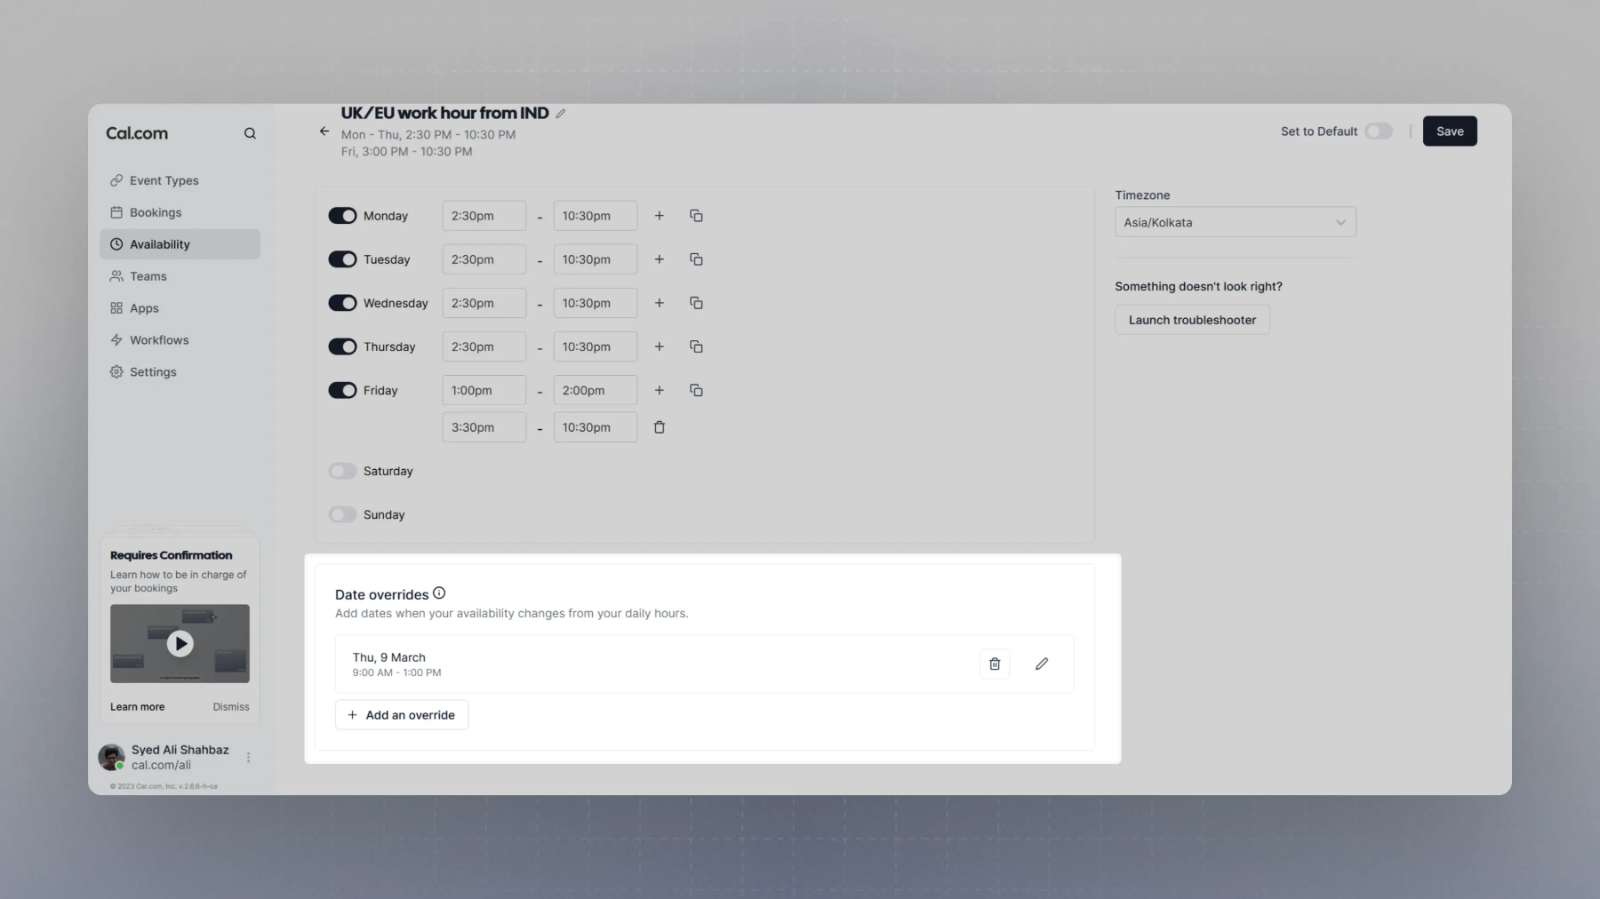 Cal.com
Event Types
Bookings
Availability
Teams
Apps
Workflows
Settings
Requires Confirmation
Learn how to be in charge of
your bookings
Learn more
Dismiss
Syed Ali Shahbaz
cal.com/ali
© 2023 Cal.com, Inc. v.2.6.8-h-ce
UK/EU work hour from IND
Mon - Thu, 2:30 PM - 10:30 PM
Fri, 3:00 PM - 10:30 PM
Set to Default
Save
Monday 2:30pm - 10:30pm
Tuesday 2:30pm - 10:30pm
Wednesday 2:30pm - 10:30pm
Thursday 2:30pm - 10:30pm
Friday 1:00pm - 2:00pm
3:30pm - 10:30pm
Saturday
Sunday
Timezone
Asia/Kolkata
Something doesn't look right?
Launch troubleshooter
Date overrides
Add dates when your availability changes from your daily hours.
Thu, 9 March
9:00 AM - 1:00 PM
+ Add an override